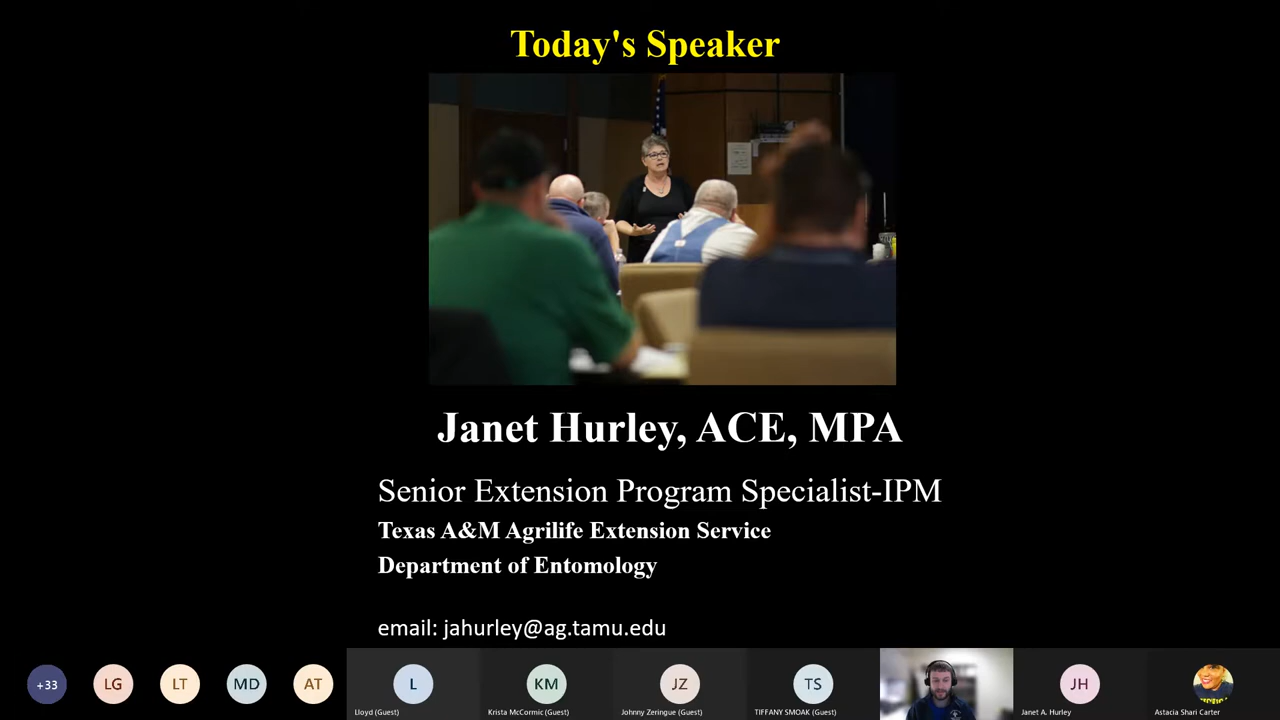 Today's Speaker
Janet Hurley, ACE, MPA
Senior Extension Program Specialist-IPM
Texas A&M Agrilife Extension Service
Department of Entomology
email: jahurley@ag.tamu.edu
+33
LG
LT
MD
AT
L
KM
JZ
TS
JH
Lloyd (Guest)
Krista McCormic (Guest)
Johnny Zeringue (Guest)
TIFFANY SMOAK (Guest)
Janet A. Hurley
Astacia Shari Carter